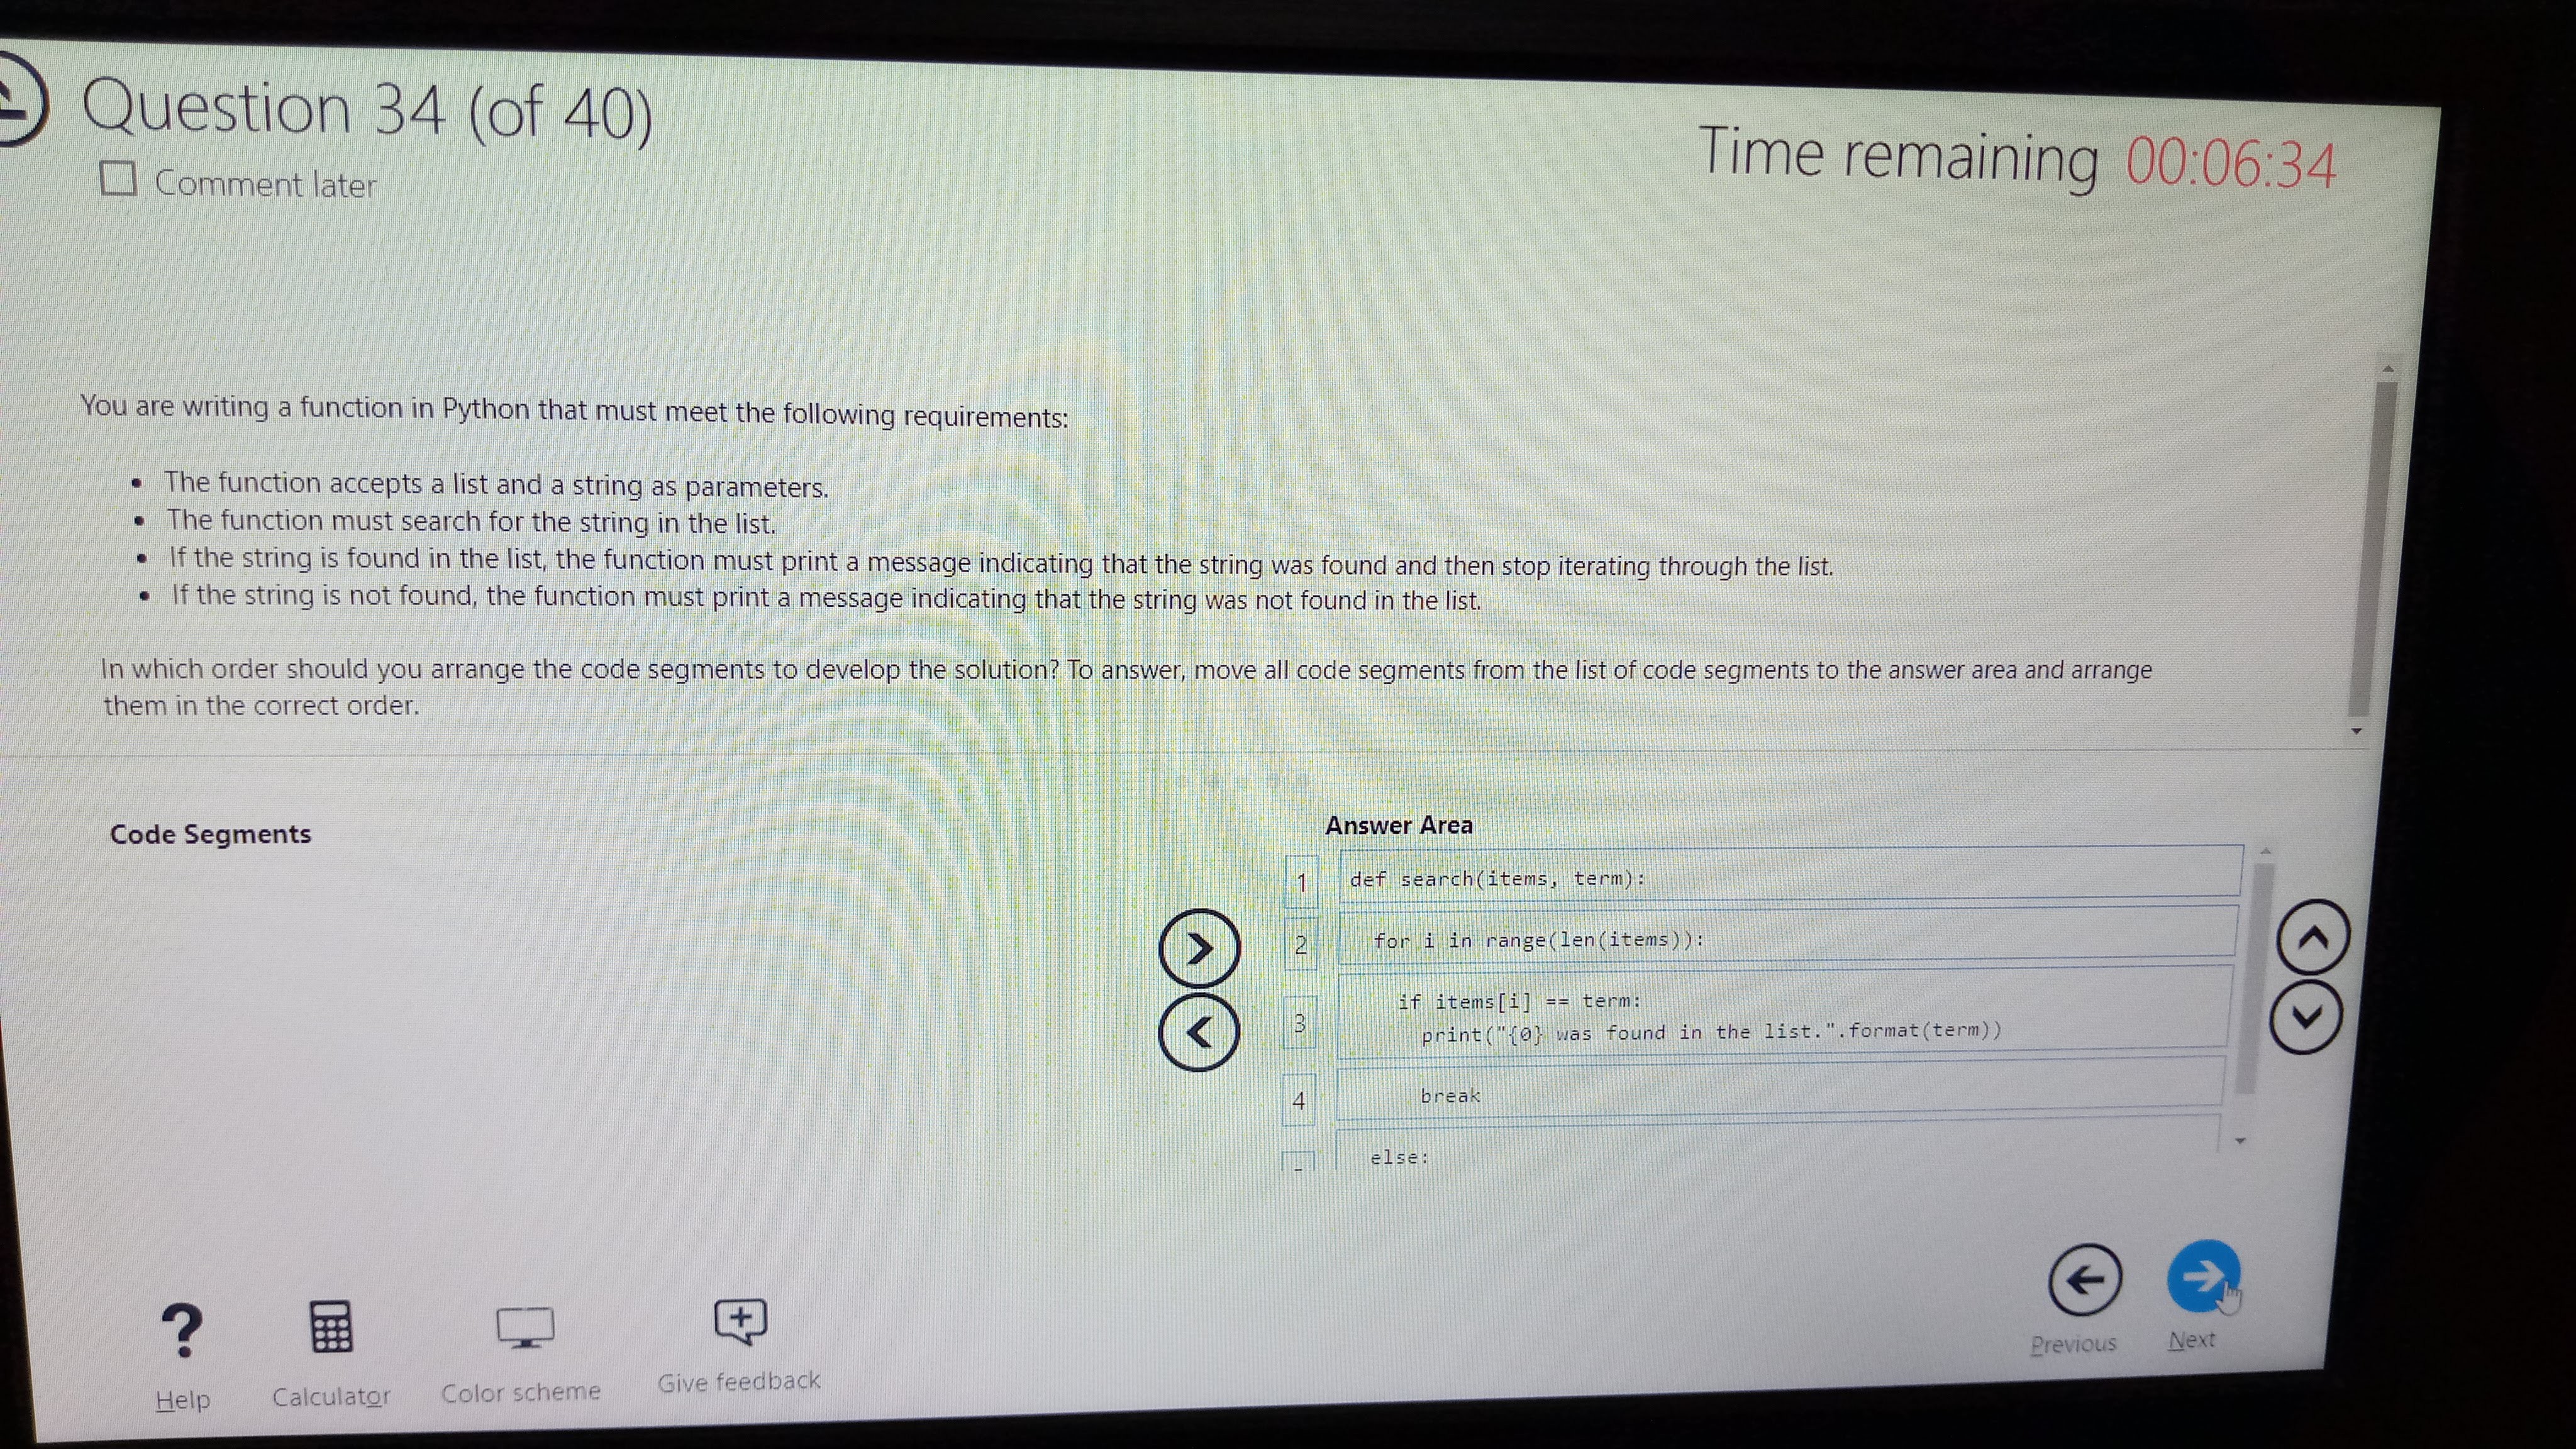 Question 34 (of 40)
Comment later
Time remaining 00:06:34
You are writing a function in Python that must meet the following requirements:
• The function accepts a list and a string as parameters.
• The function must search for the string in the list.
• If the string is found in the list, the function must print a message indicating that the string was found and then stop iterating through the list.
• If the string is not found, the function must print a message indicating that the string was not found in the list.
In which order should you arrange the code segments to develop the solution? To answer, move all code segments from the list of code segments to the answer area and arrange
them in the correct order.
Code Segments
Answer Area
1 def search(items, term):
2 for i in range(len(items)):
3 if items[i] == term:
print("{0} was found in the list.".format(term))
4 break
else:
Help
Calculator
Color scheme
Give feedback
Previous
Next